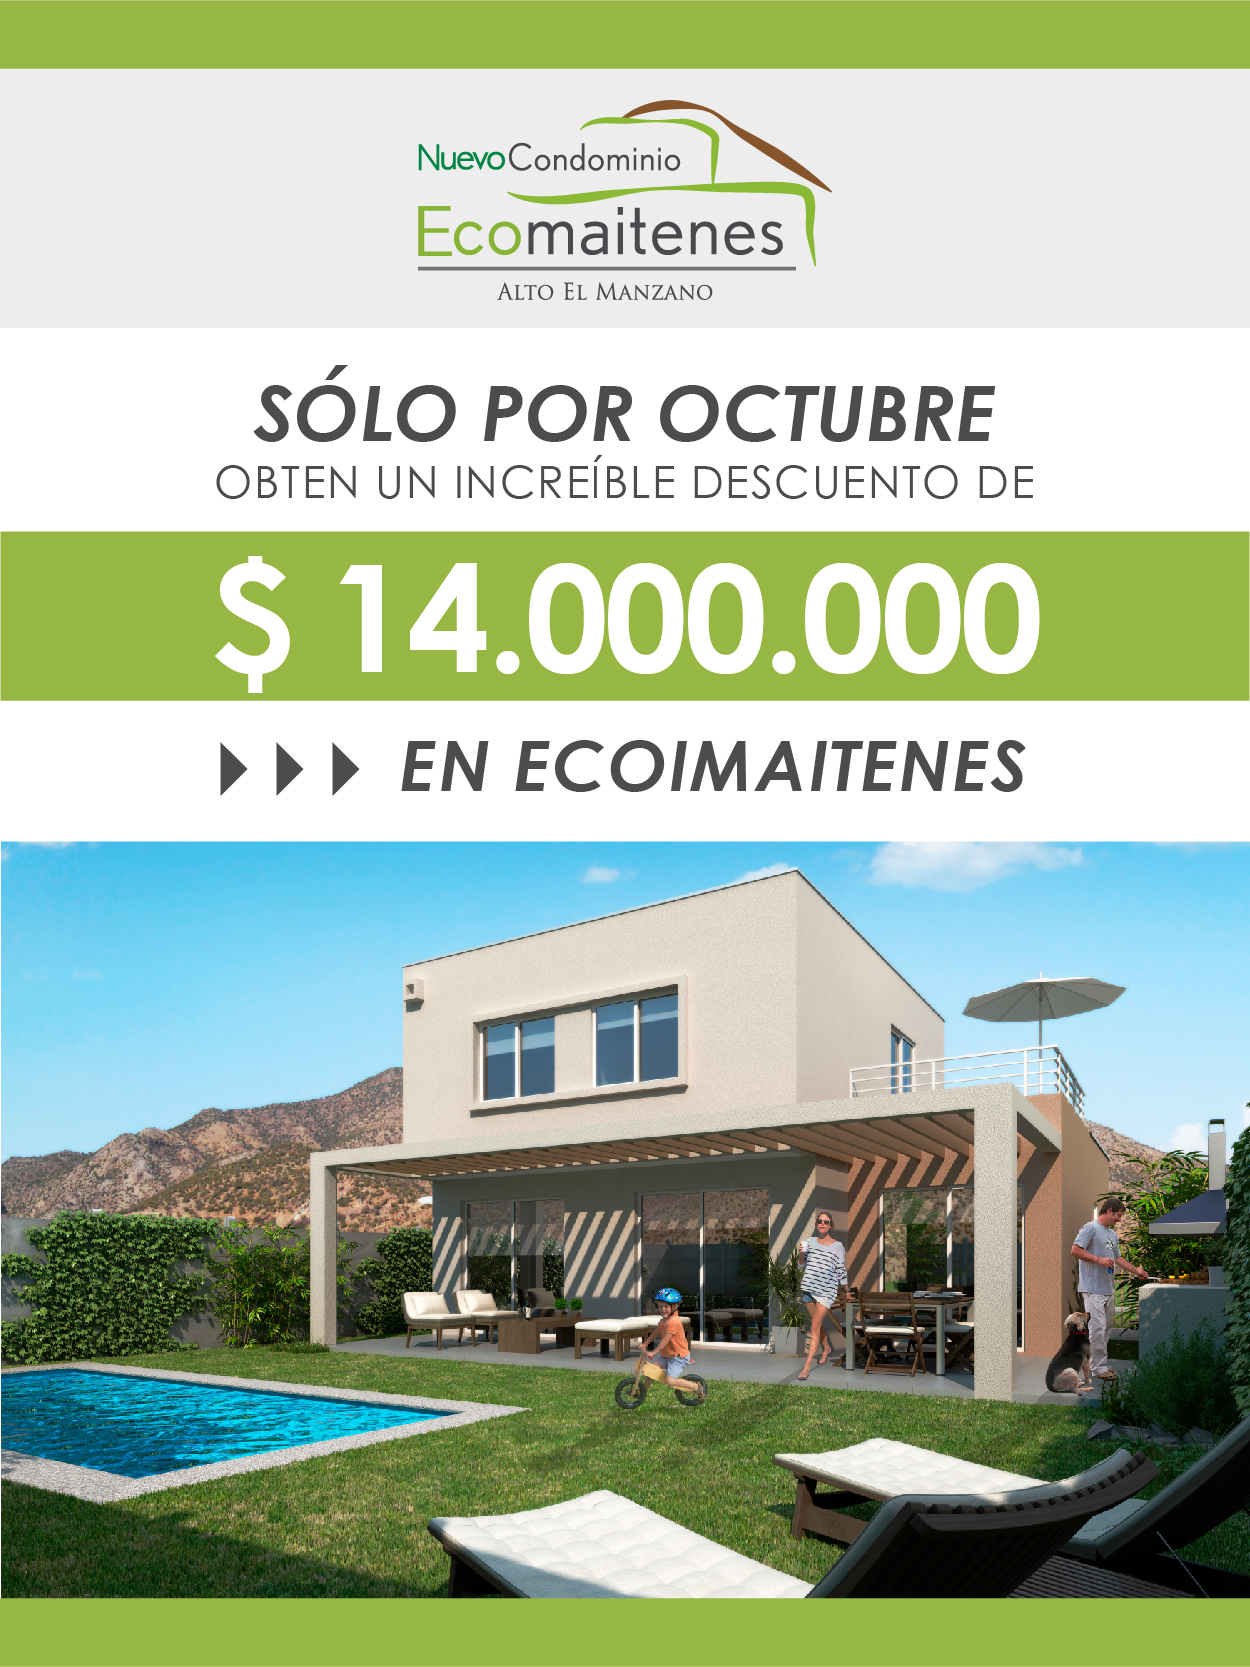 NuevoCondominio
Ecomaitenes
ALTO EL MANZANO
SÓLO POR OCTUBRE
OBTEN UN INCREÍBLE DESCUENTO DE
$ 14.000.000
EN ECOIMAITENES